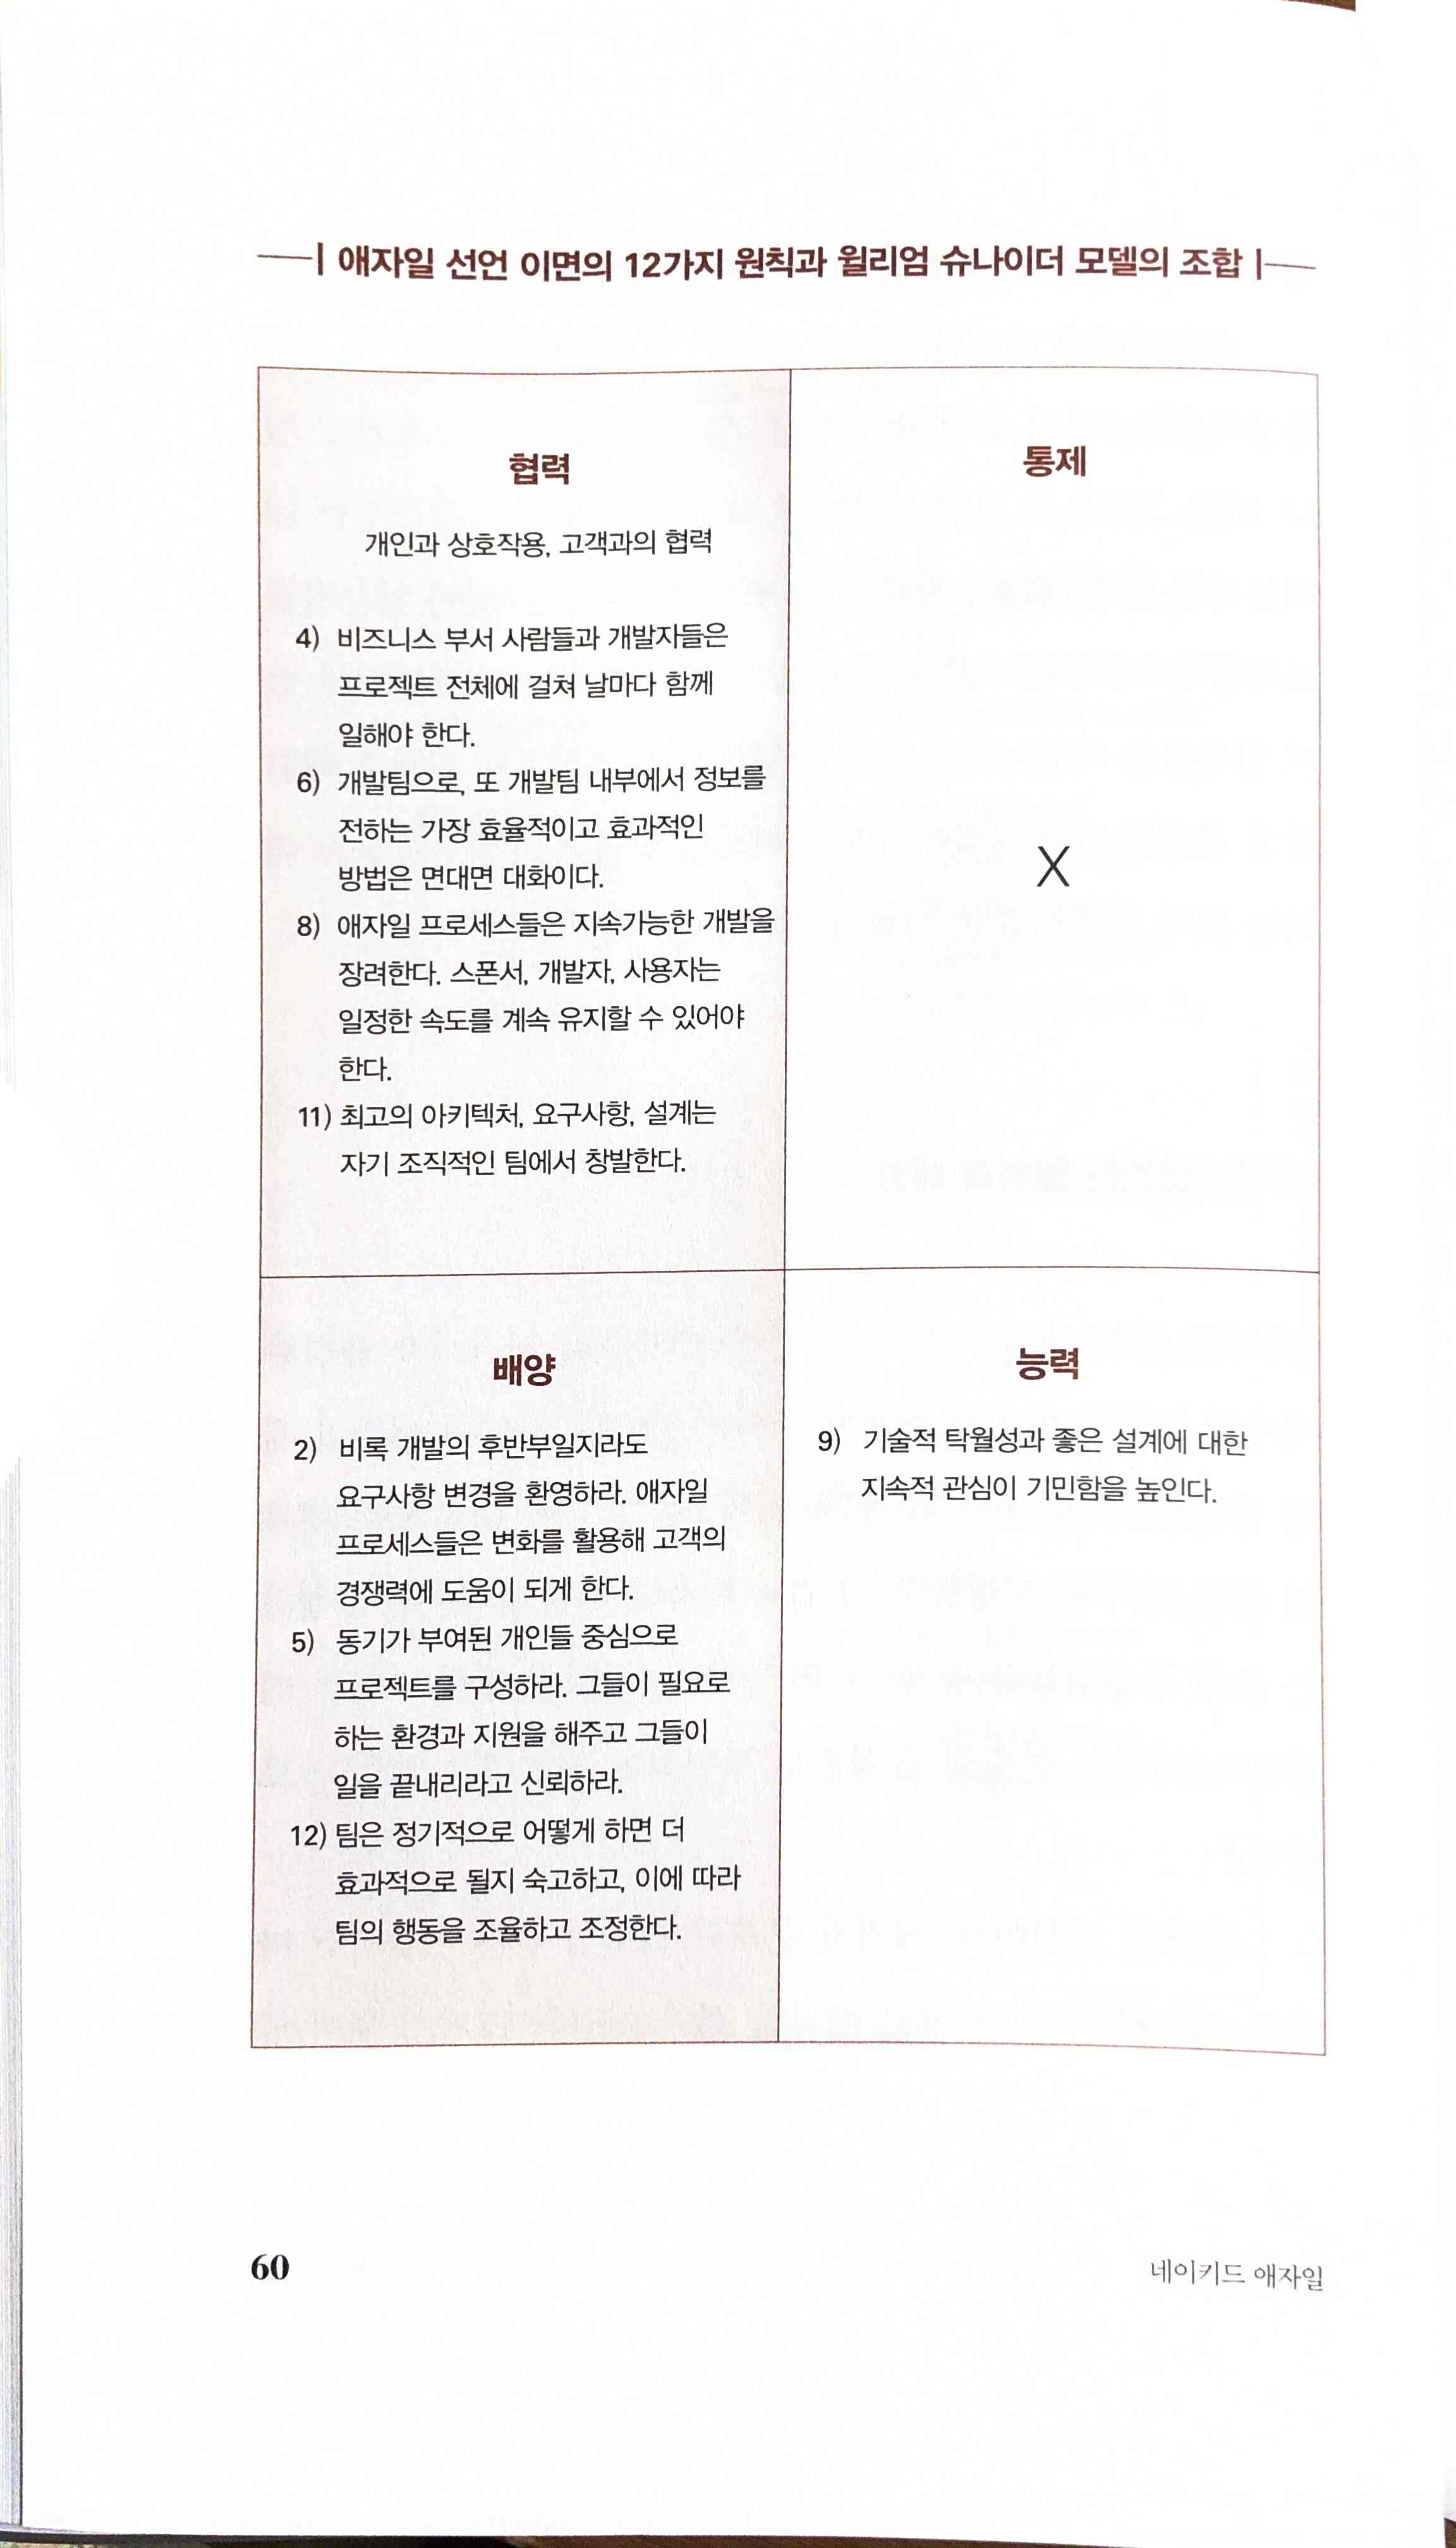 애자일 선언 이면의 12가지 원칙과 윌리엄 슈나이더 모델의 조합
협력
개인과 상호작용, 고객과의 협력
4) 비즈니스 부서 사람들과 개발자들은
프로젝트 전체에 걸쳐 날마다 함께
일해야 한다.
6) 개발팀으로, 또 개발팀 내부에서 정보를
전하는 가장 효율적이고 효과적인
방법은 면대면 대화이다.
8) 애자일 프로세스들은 지속가능한 개발을
장려한다. 스폰서, 개발자, 사용자는
일정한 속도를 계속 유지할 수 있어야
한다.
11) 최고의 아키텍처, 요구사항, 설계는
자기 조직적인 팀에서 창발한다.
통제
X
배양
2) 비록 개발의 후반부일지라도
요구사항 변경을 환영하라. 애자일
프로세스들은 변화를 활용해 고객의
경쟁력에 도움이 되게 한다.
5) 동기가 부여된 개인들 중심으로
프로젝트를 구성하라. 그들이 필요로
하는 환경과 지원을 해주고 그들이
일을 끝내리라고 신뢰하라.
12) 팀은 정기적으로 어떻게 하면 더
효과적으로 될지 숙고하고, 이에 따라
팀의 행동을 조율하고 조정한다.
능력
9) 기술적 탁월성과 좋은 설계에 대한
지속적 관심이 기민함을 높인다.
60
네이키드 애자일